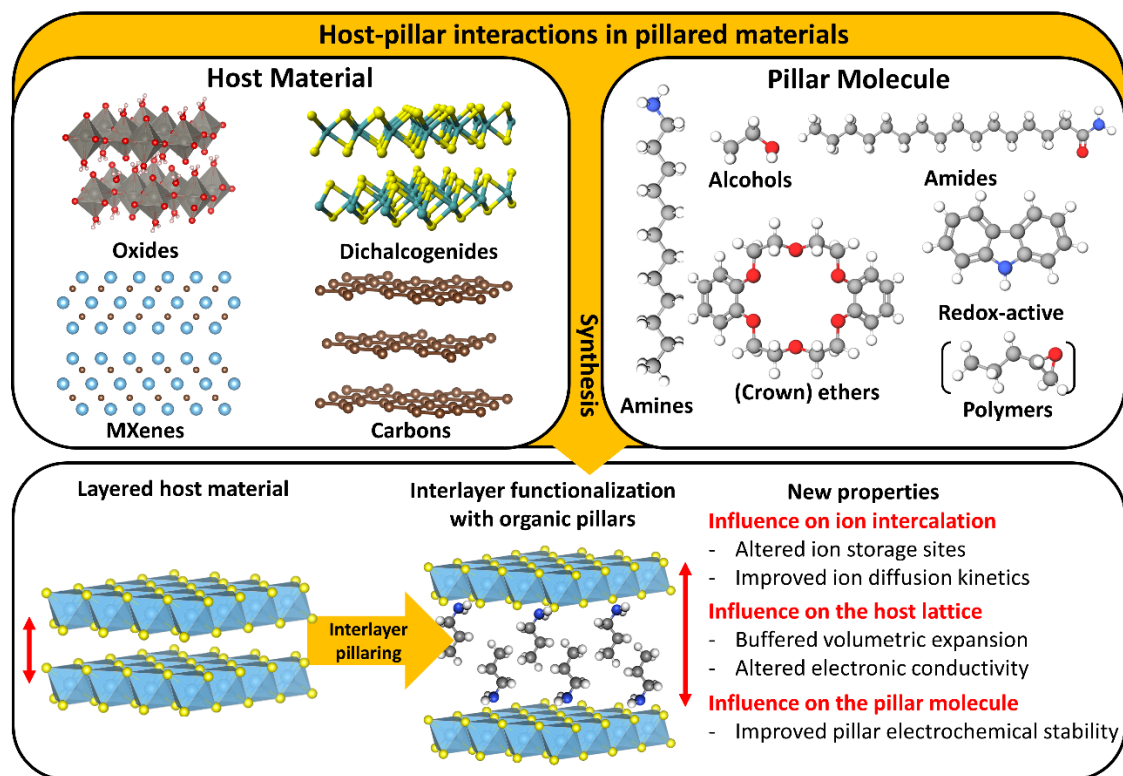 Host-pillar interactions in pillared materials
Host Material
Oxides
Dichalcogenides
MXenes
Carbons
Synthesis
Pillar Molecule
Alcohols
Amides
Amines
(Crown) ethers
Redox-active
Polymers
Layered host material
Interlayer
pillaring
Interlayer functionalization
with organic pillars
New properties
Influence on ion intercalation
- Altered ion storage sites
- Improved ion diffusion kinetics
Influence on the host lattice
- Buffered volumetric expansion
- Altered electronic conductivity
Influence on the pillar molecule
- Improved pillar electrochemical stability